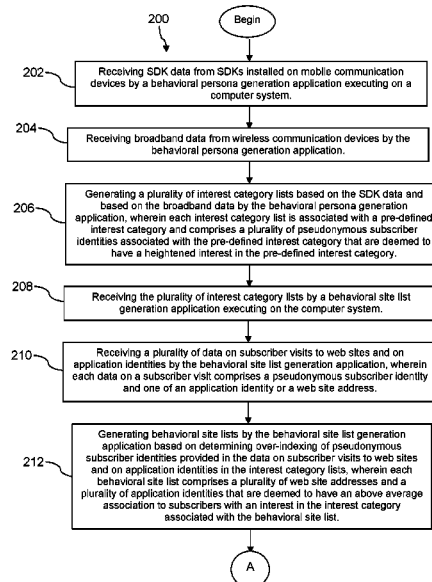 200
Begin
202
Receiving SDK data from SDKs installed on mobile communication
devices by a behavioral persona generation application executing on a
computer system.
204
Receiving broadband data from wireless communication devices by the
behavioral persona generation application.
206
Generating a plurality of interest category lists based on the SDK data and
based on the broadband data by the behavioral persona generation
application, wherein each interest category list is associated with a pre-defined
interest category and comprises a plurality of pseudonymous subscriber
identities associated with the pre-defined interest category that are deemed to
have a heightened interest in the pre-defined interest category.
208
Receiving the plurality of interest category lists by a behavioral site list
generation application executing on the computer system.
210
Receiving a plurality of data on subscriber visits to web sites and on
application identities by the behavioral site list generation application, wherein
each data on a subscriber visit comprises a pseudonymous subscriber identity
and one of an application identity or a web site address.
212
Generating behavioral site lists by the behavioral site list generation
application based on determining over-indexing of pseudonymous
subscriber identities provided in the data on subscriber visits to web sites
and on application identities in the interest category lists, wherein each
behavioral site list comprises a plurality of web site addresses and a
plurality of application identities that are deemed to have an above average
association to subscribers with an interest in the interest category
associated with the behavioral site list.
A